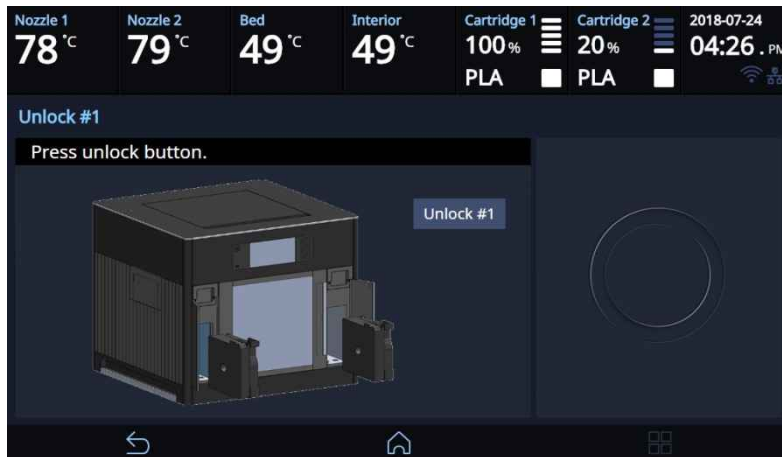 Nozzle 1
78 °C
Nozzle 2
79 °C
Bed
49 °C
Interior
49 °C
Cartridge 1
100 %
PLA
Cartridge 2
20 %
PLA
2018-07-24
04:26 . PM
Unlock #1
Press unlock button.
Unlock #1